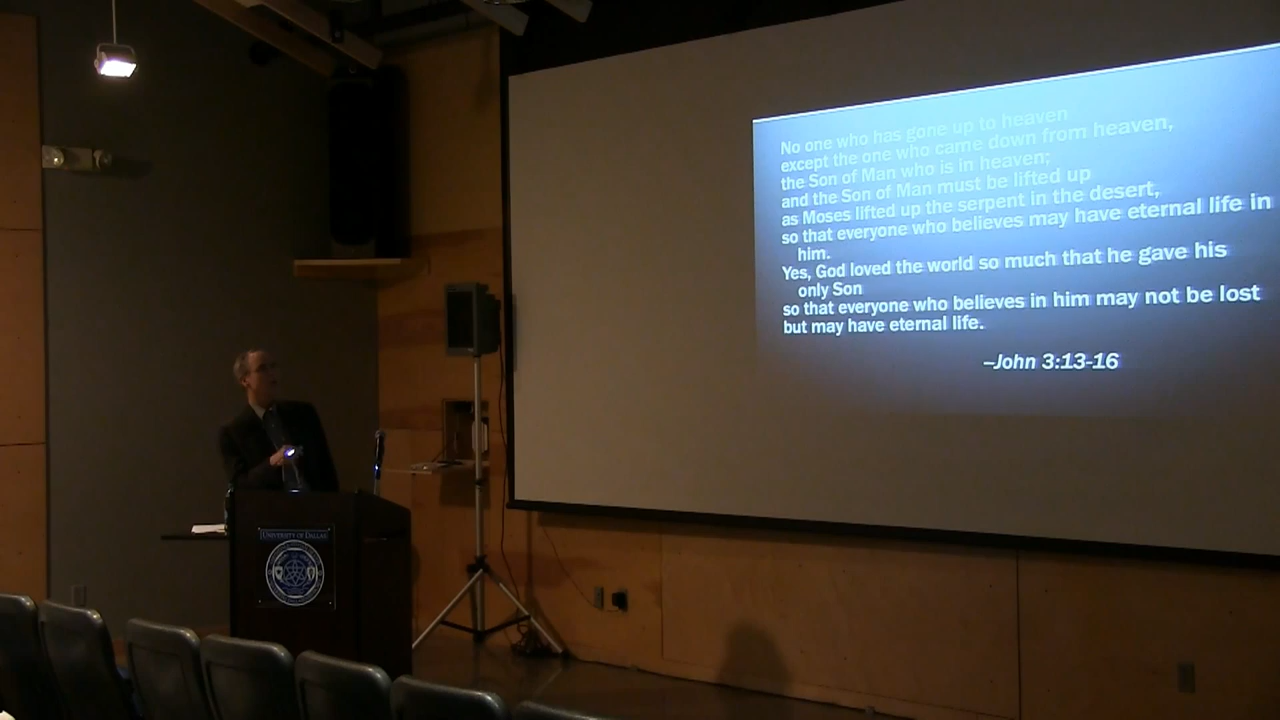 No one who has gone up to heaven
except the one who came down from heaven,
the Son of Man who is in heaven;
and the Son of Man must be lifted up
as Moses lifted up the serpent in the desert,
so that everyone who believes may have eternal life in
him.
Yes, God loved the world so much that he gave his
only Son
so that everyone who believes in him may not be lost
but may have eternal life.
–John 3:13-16
UNIVERSITY OF DALLAS